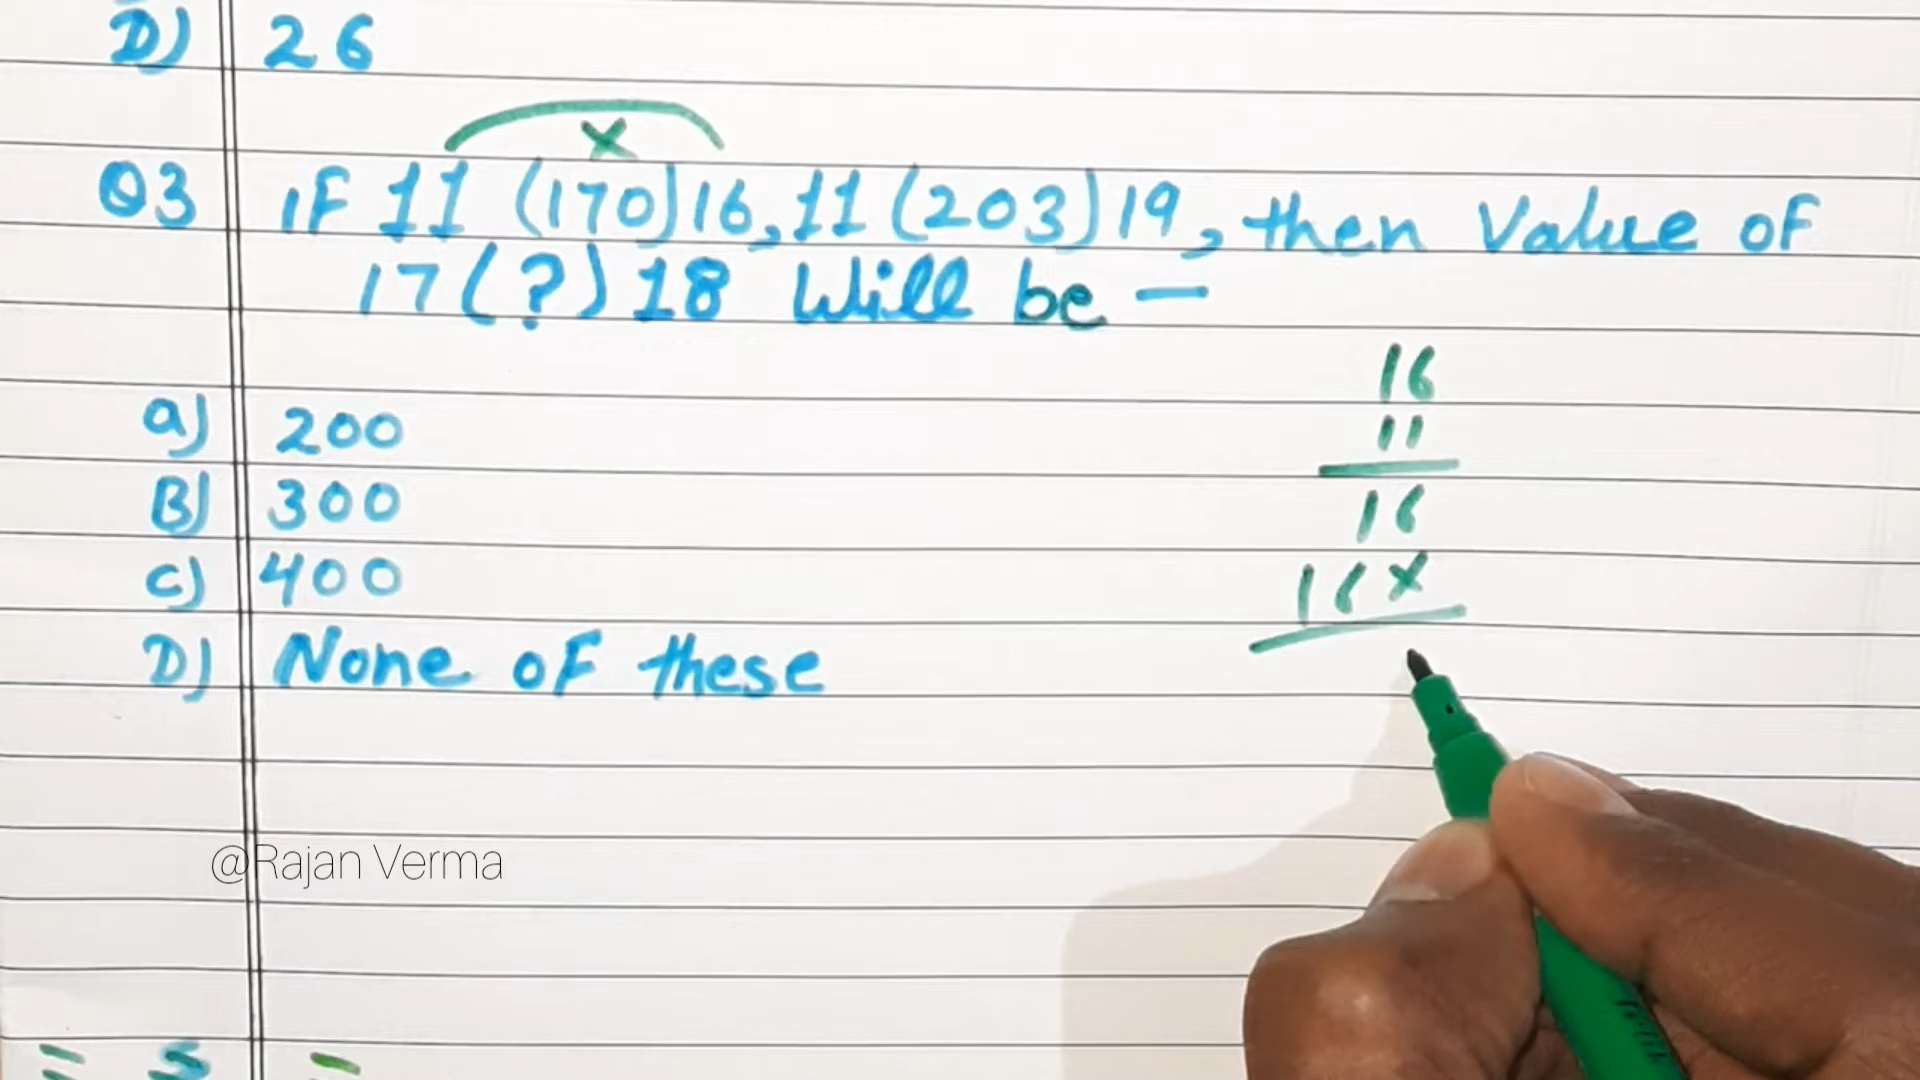 D) 26
×
Q3 IF 11 (170) 16, 11 (203) 19, then Value of
17 (?) 18 Will be —
a) 200
B) 300
c) 400
D) None of these
16
11
16
16×
@Rajan Verma